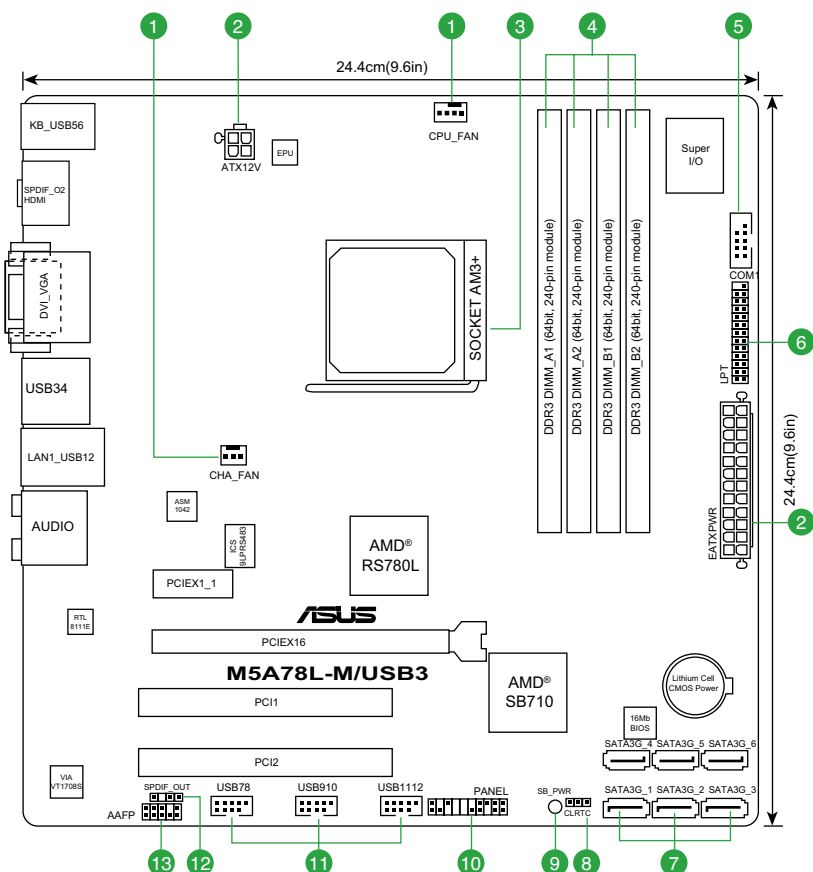 1
2
1
3
4
5
24.4cm(9.6in)
KB_USB56
CPU_FAN
EPU
ATX12V
Super
I/O
SPDIF_O2
HDMI
DVI_VGA
SOCKET AM3+
DDR3 DIMM_A1 (64bit, 240-pin module)
DDR3 DIMM_A2 (64bit, 240-pin module)
DDR3 DIMM_B1 (64bit, 240-pin module)
DDR3 DIMM_B2 (64bit, 240-pin module)
COM1
6
LPT
USB34
1
LAN1_USB12
CHA_FAN
24.4cm(9.6in)
ASM
1042
AUDIO
ICS
9LPRS483
AMD®
RS780L
EATXPWR
2
PCIEX1_1
RTL
8111E
ASUS
PCIEX16
M5A78L-M/USB3
AMD®
SB710
Lithium Cell
CMOS Power
PCI1
16Mb
BIOS
SATA3G_4
SATA3G_5
SATA3G_6
PCI2
VIA
VT1708S
SPDIF_OUT
USB78
USB910
USB1112
PANEL
SB_PWR
SATA3G_1
SATA3G_2
SATA3G_3
AAFP
CLRTC
13
12
11
10
9
8
7